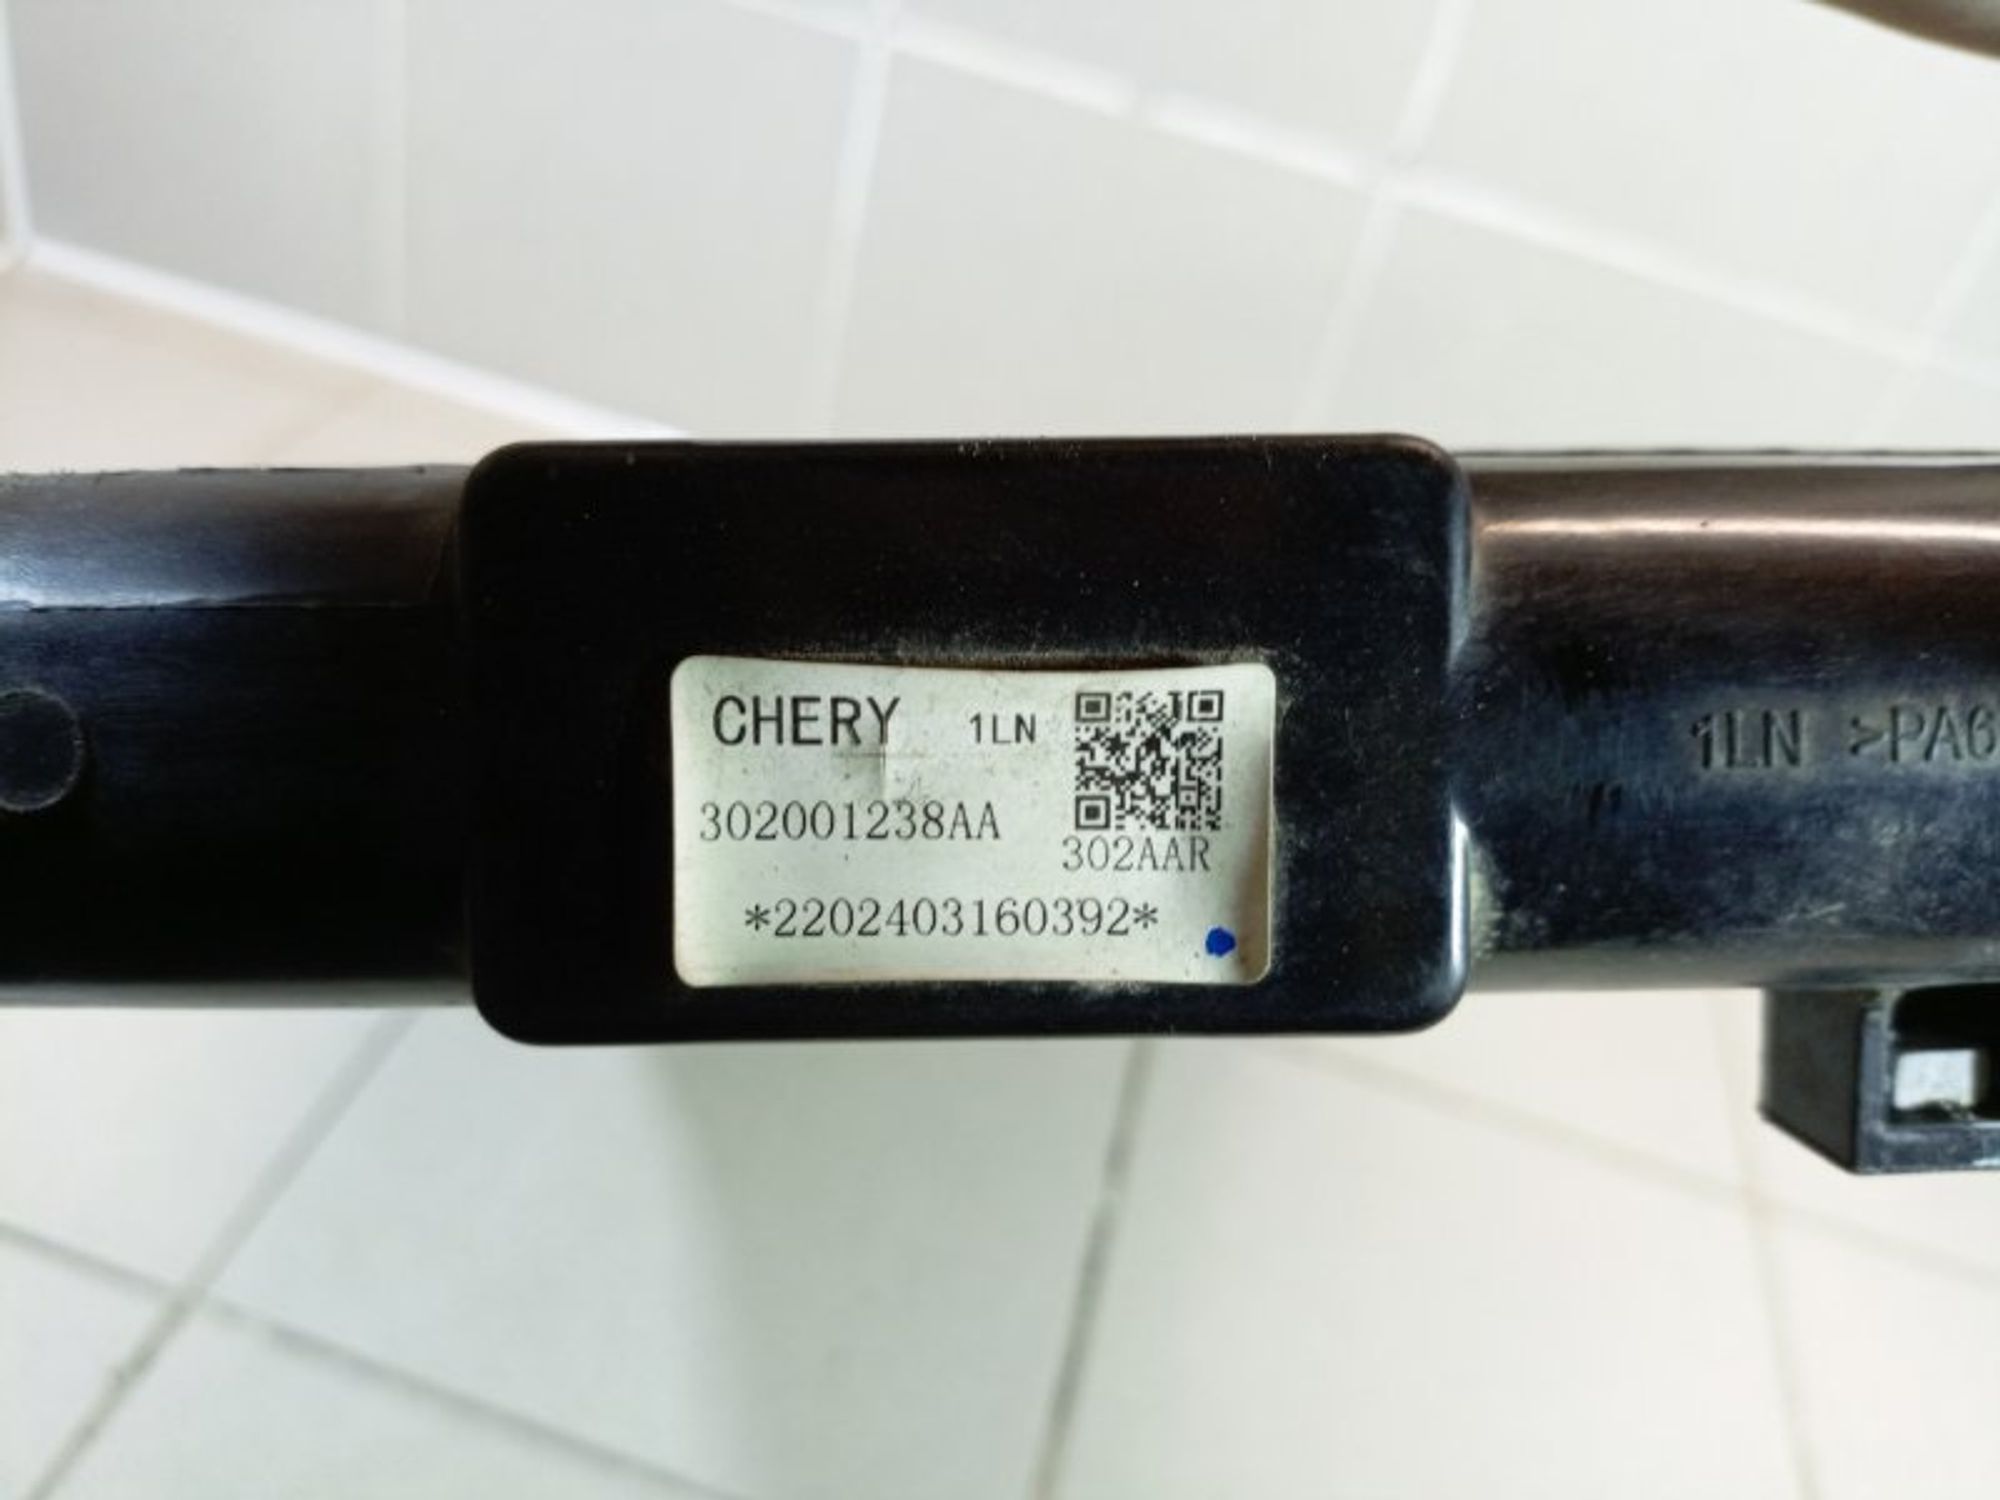 CHERY 1LN
302001238AA
302AAR
*2202403160392*
1LN >PA6